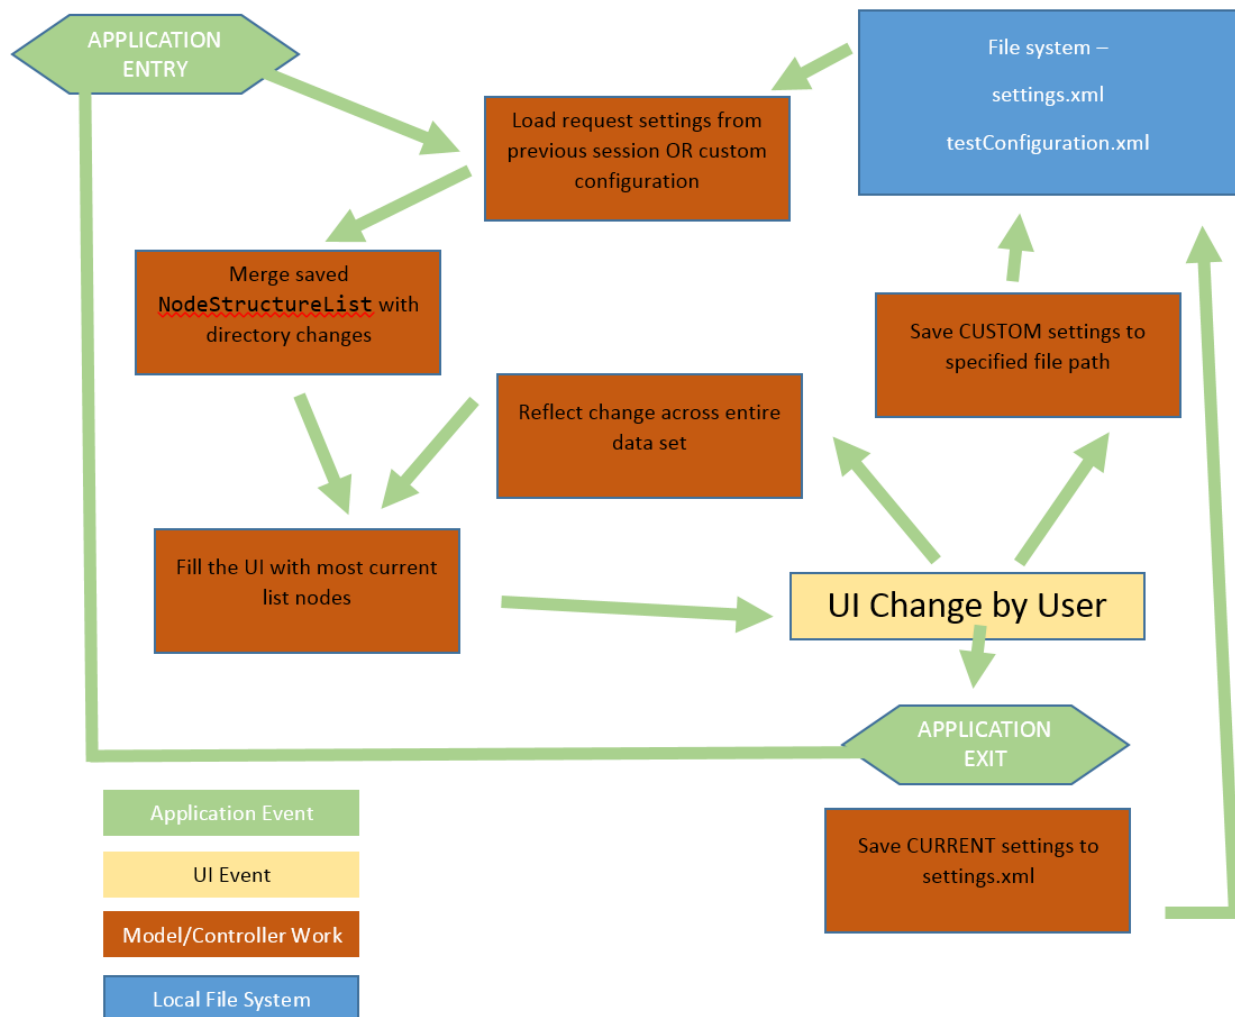 APPLICATION
ENTRY
File system –
settings.xml
testConfiguration.xml
Load request settings from
previous session OR custom
configuration
Merge saved
NodeStructureList with
directory changes
Save CUSTOM settings to
specified file path
Reflect change across entire
data set
Fill the UI with most current
list nodes
UI Change by User
APPLICATION
EXIT
Save CURRENT settings to
settings.xml
Application Event
UI Event
Model/Controller Work
Local File System